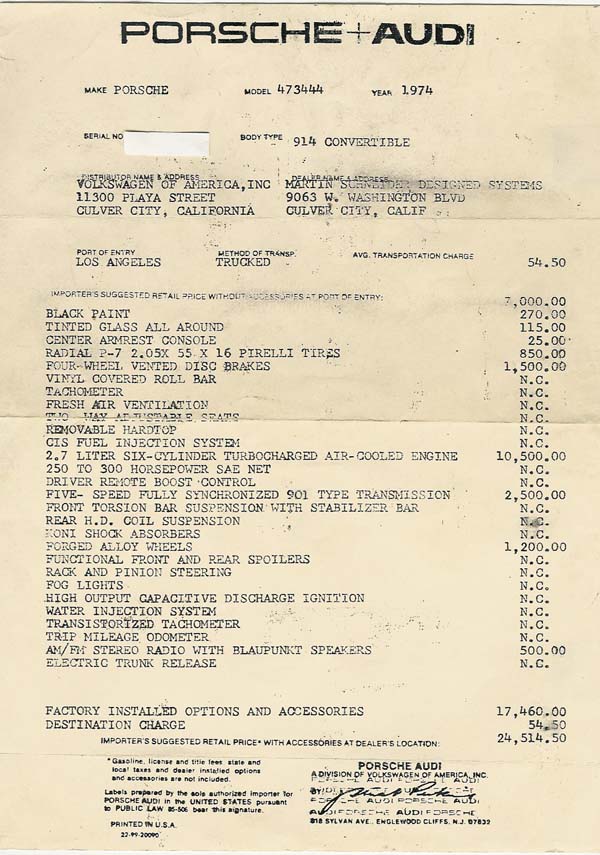 PORSCHE+AUDI
MAKE PORSCHE MODEL 473444 YEAR 1974
SERIAL NO BODY TYPE 914 CONVERTIBLE
DISTRIBUTOR NAME & ADDRESS DEALER NAME & ADDRESS
VOLKSWAGEN OF AMERICA,INC MARTIN SCHNEIDER DESIGNED SYSTEMS
11300 PLAYA STREET 9063 W. WASHINGTON BLVD
CULVER CITY, CALIFORNIA CULVER CITY, CALIF
PORT OF ENTRY METHOD OF TRANSP. AVG. TRANSPORTATION CHARGE
LOS ANGELES TRUCKED 54.50
IMPORTER'S SUGGESTED RETAIL PRICE WITHOUT ACCESSORIES AT PORT OF ENTRY: 7,000.00
BLACK PAINT 270.00
TINTED GLASS ALL AROUND 115.00
CENTER ARMREST CONSOLE 25.00
RADIAL P-7 2.05X 55 X 16 PIRELLI TIRES 850.00
FOUR-WHEEL VENTED DISC BRAKES 1,500.00
VINYL COVERED ROLL BAR N.C.
TACHOMETER N.C.
FRESH AIR VENTILATION N.C.
TWO-WAY ADJUSTABLE SEATS N.C.
REMOVABLE HARDTOP N.C.
CIS FUEL INJECTION SYSTEM N.C.
2.7 LITER SIX-CYLINDER TURBOCHARGED AIR-COOLED ENGINE 10,500.00
250 TO 300 HORSEPOWER SAE NET N.C.
DRIVER REMOTE BOOST CONTROL N.C.
FIVE- SPEED FULLY SYNCHRONIZED 901 TYPE TRANSMISSION 2,500.00
FRONT TORSION BAR SUSPENSION WITH STABILIZER BAR N.C.
REAR H.D. COIL SUSPENSION N.C.
KONI SHOCK ABSORBERS N.C.
FORGED ALLOY WHEELS 1,200.00
FUNCTIONAL FRONT AND REAR SPOILERS N.C.
RACK AND PINION STEERING N.C.
FOG LIGHTS N.C.
HIGH OUTPUT CAPACITIVE DISCHARGE IGNITION N.C.
WATER INJECTION SYSTEM N.C.
TRANSISTORIZED TACHOMETER N.C.
TRIP MILEAGE ODOMETER N.C.
AM/FM STEREO RADIO WITH BLAUPUNKT SPEAKERS 500.00
ELECTRIC TRUNK RELEASE N.C.
FACTORY INSTALLED OPTIONS AND ACCESSORIES 17,460.00
DESTINATION CHARGE 54.50
IMPORTER'S SUGGESTED RETAIL PRICE* WITH ACCESSORIES AT DEALER'S LOCATION: 24,514.50
*Gasoline, license and title fees state and
local taxes and dealer installed options
and accessories are not included.
Labels prepared by the sole authorized importer for
PORSCHE AUDI in the UNITED STATES pursuant
to PUBLIC LAW 85-506 bear this signature.
PRINTED IN U.S.A.
22-99-20090
PORSCHE AUDI
A DIVISION OF VOLKSWAGEN OF AMERICA, INC.
BY
818 SYLVAN AVE., ENGLEWOOD CLIFFS, N.J. 07632